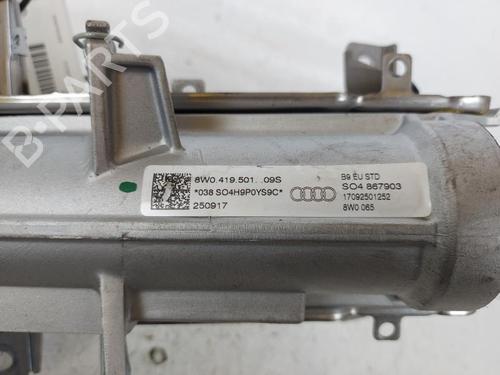 B-PARTS
8W0.419.501. .09S
*038 SO4H9P0YS9C*
250917
B9 EU STD
SO4 867903
17092501252
8W0 065